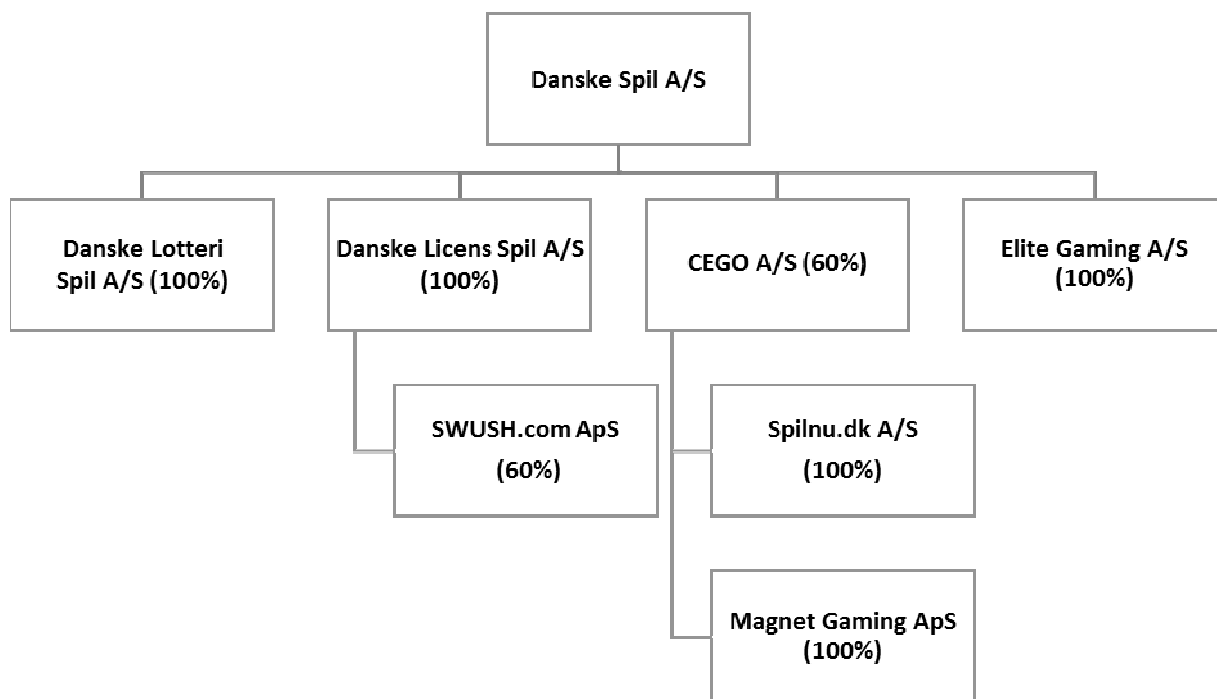 Danske Spil A/S
Danske Lotteri
Spil A/S (100%)
Danske Licens Spil A/S
(100%)
CEGO A/S (60%)
Elite Gaming A/S
(100%)
SWUSH.com ApS
(60%)
Spilnu.dk A/S
(100%)
Magnet Gaming ApS
(100%)